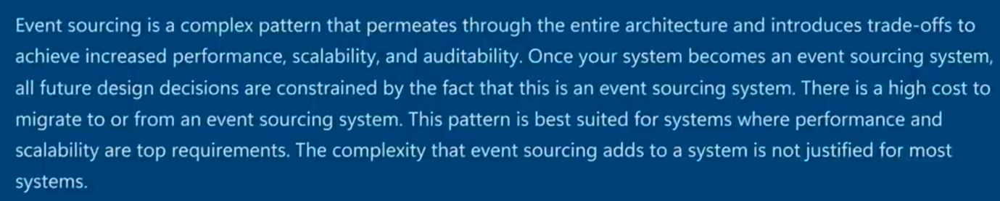 Event sourcing is a complex pattern that permeates through the entire architecture and introduces trade-offs to
achieve increased performance, scalability, and auditability. Once your system becomes an event sourcing system,
all future design decisions are constrained by the fact that this is an event sourcing system. There is a high cost to
migrate to or from an event sourcing system. This pattern is best suited for systems where performance and
scalability are top requirements. The complexity that event sourcing adds to a system is not justified for most
systems.